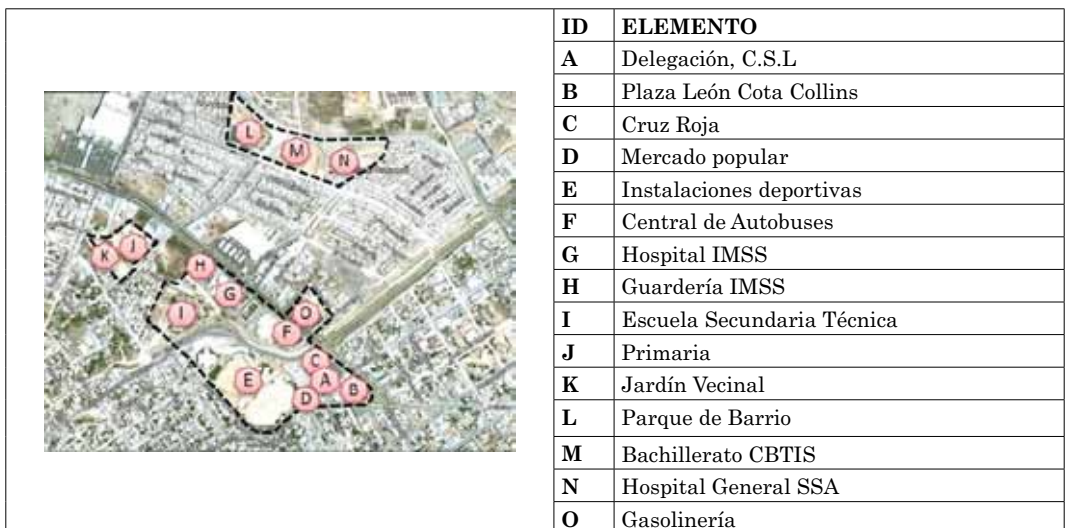 ID ELEMENTO
A Delegación, C.S.L
B Plaza León Cota Collins
C Cruz Roja
D Mercado popular
E Instalaciones deportivas
F Central de Autobuses
G Hospital IMSS
H Guardería IMSS
I Escuela Secundaria Técnica
J Primaria
K Jardín Vecinal
L Parque de Barrio
M Bachillerato CBTIS
N Hospital General SSA
O Gasolinería
L
M
N
J
K
H
G
I
O
F
C
A
E
B
D